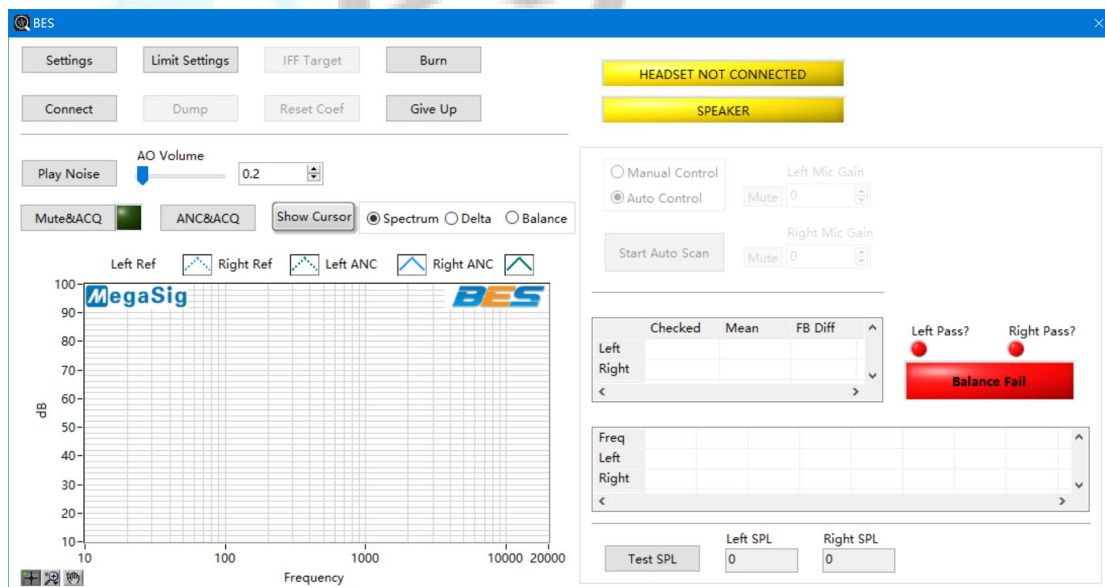 BES
Settings Limit Settings IFF Target Burn
Connect Dump Reset Coef Give Up
HEADSET NOT CONNECTED
SPEAKER
Play Noise AO Volume 0.2
Mute&ACQ ANC&ACQ Show Cursor Spectrum Delta Balance
Manual Control
Auto Control
Left Mic Gain
Mute 0
Start Auto Scan
Right Mic Gain
Mute 0
Left Ref Right Ref Left ANC Right ANC
MegaSig BES
100
90
80
70
60
50
40
30
20
10
dB
10 100 1000 10000 20000
Frequency
Checked Mean FB Diff
Left
Right
Left Pass? Right Pass?
Balance Fail
Freq
Left
Right
Left SPL Right SPL
Test SPL 0 0